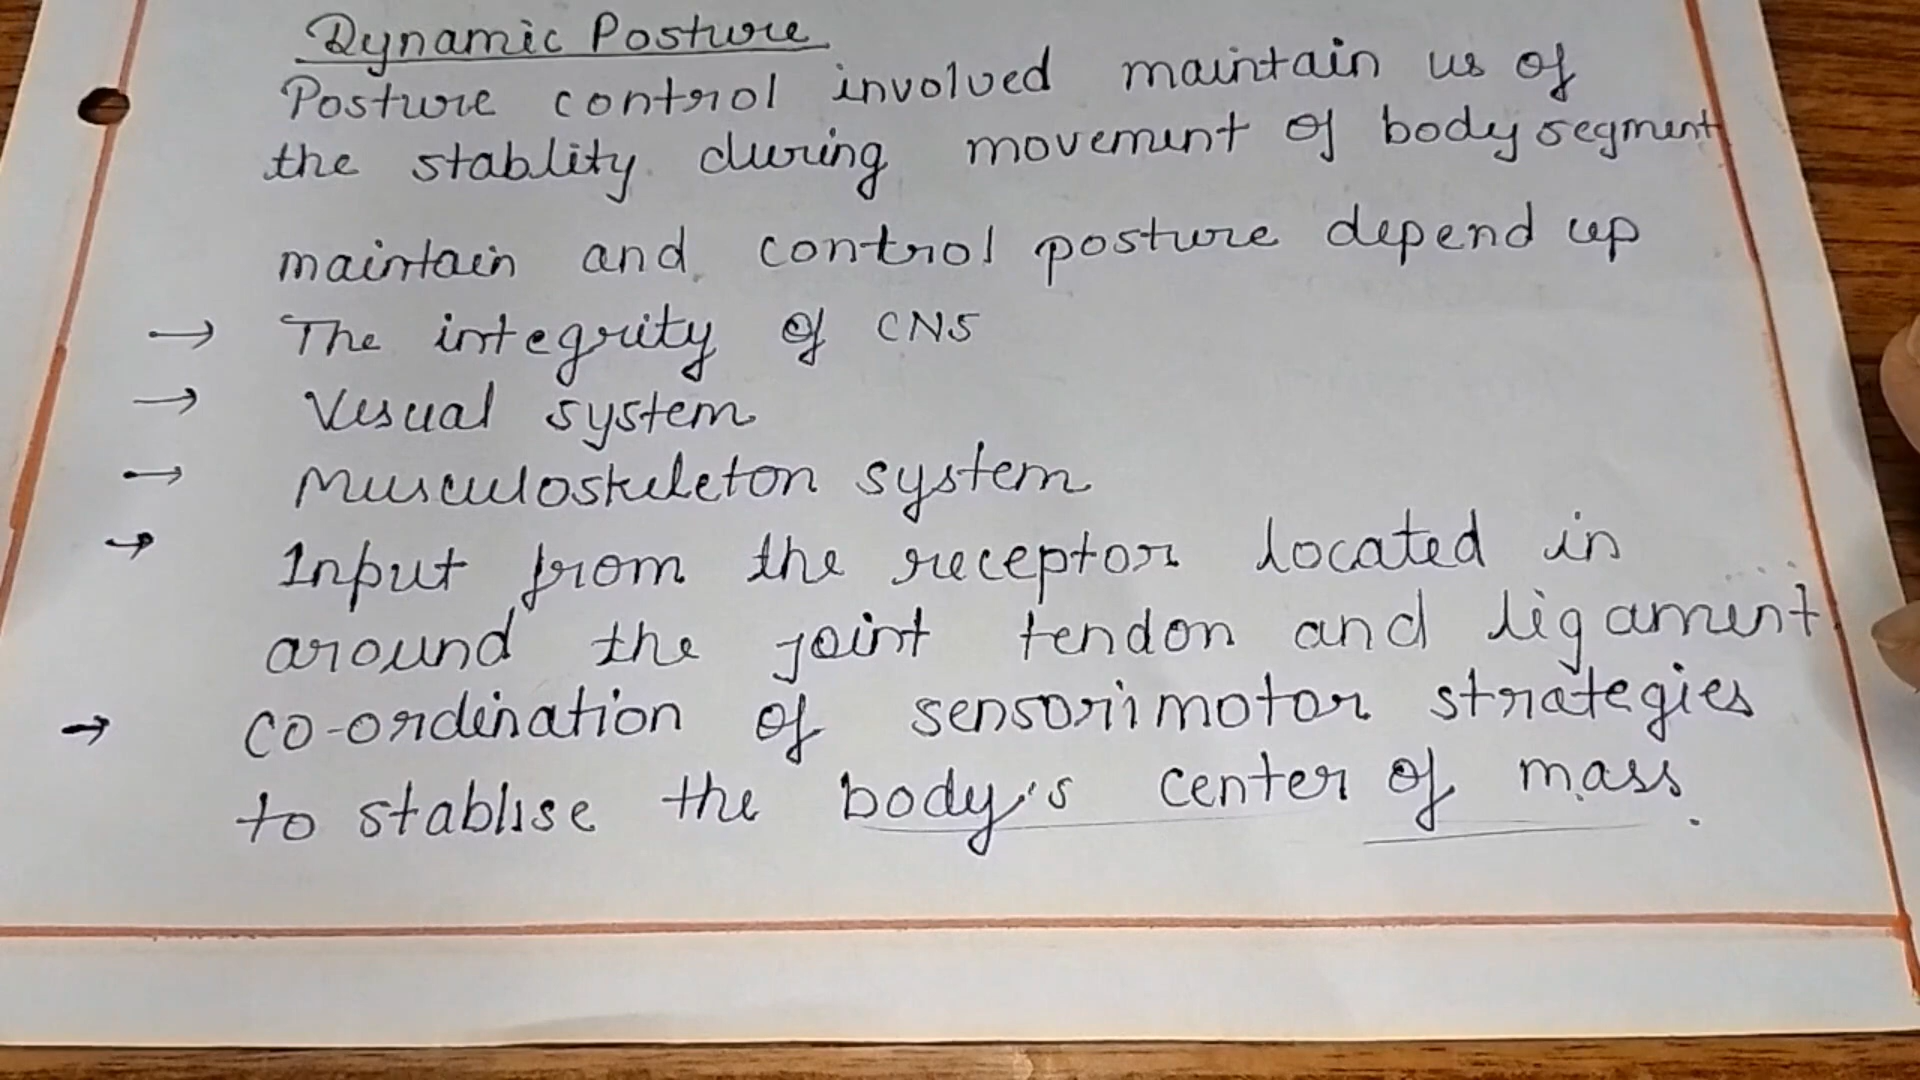 Dynamic Posture
Posture control involved maintain us of
the stablity during movement of body segment
maintain and control posture depend up
→ The integrity of CNS
→ Visual system
→ Musculoskeleton system
→ Input from the receptor located in
around the joint tendon and ligament
→ co-ordination of sensorimotor strategies
to stablise the body's center of mass.